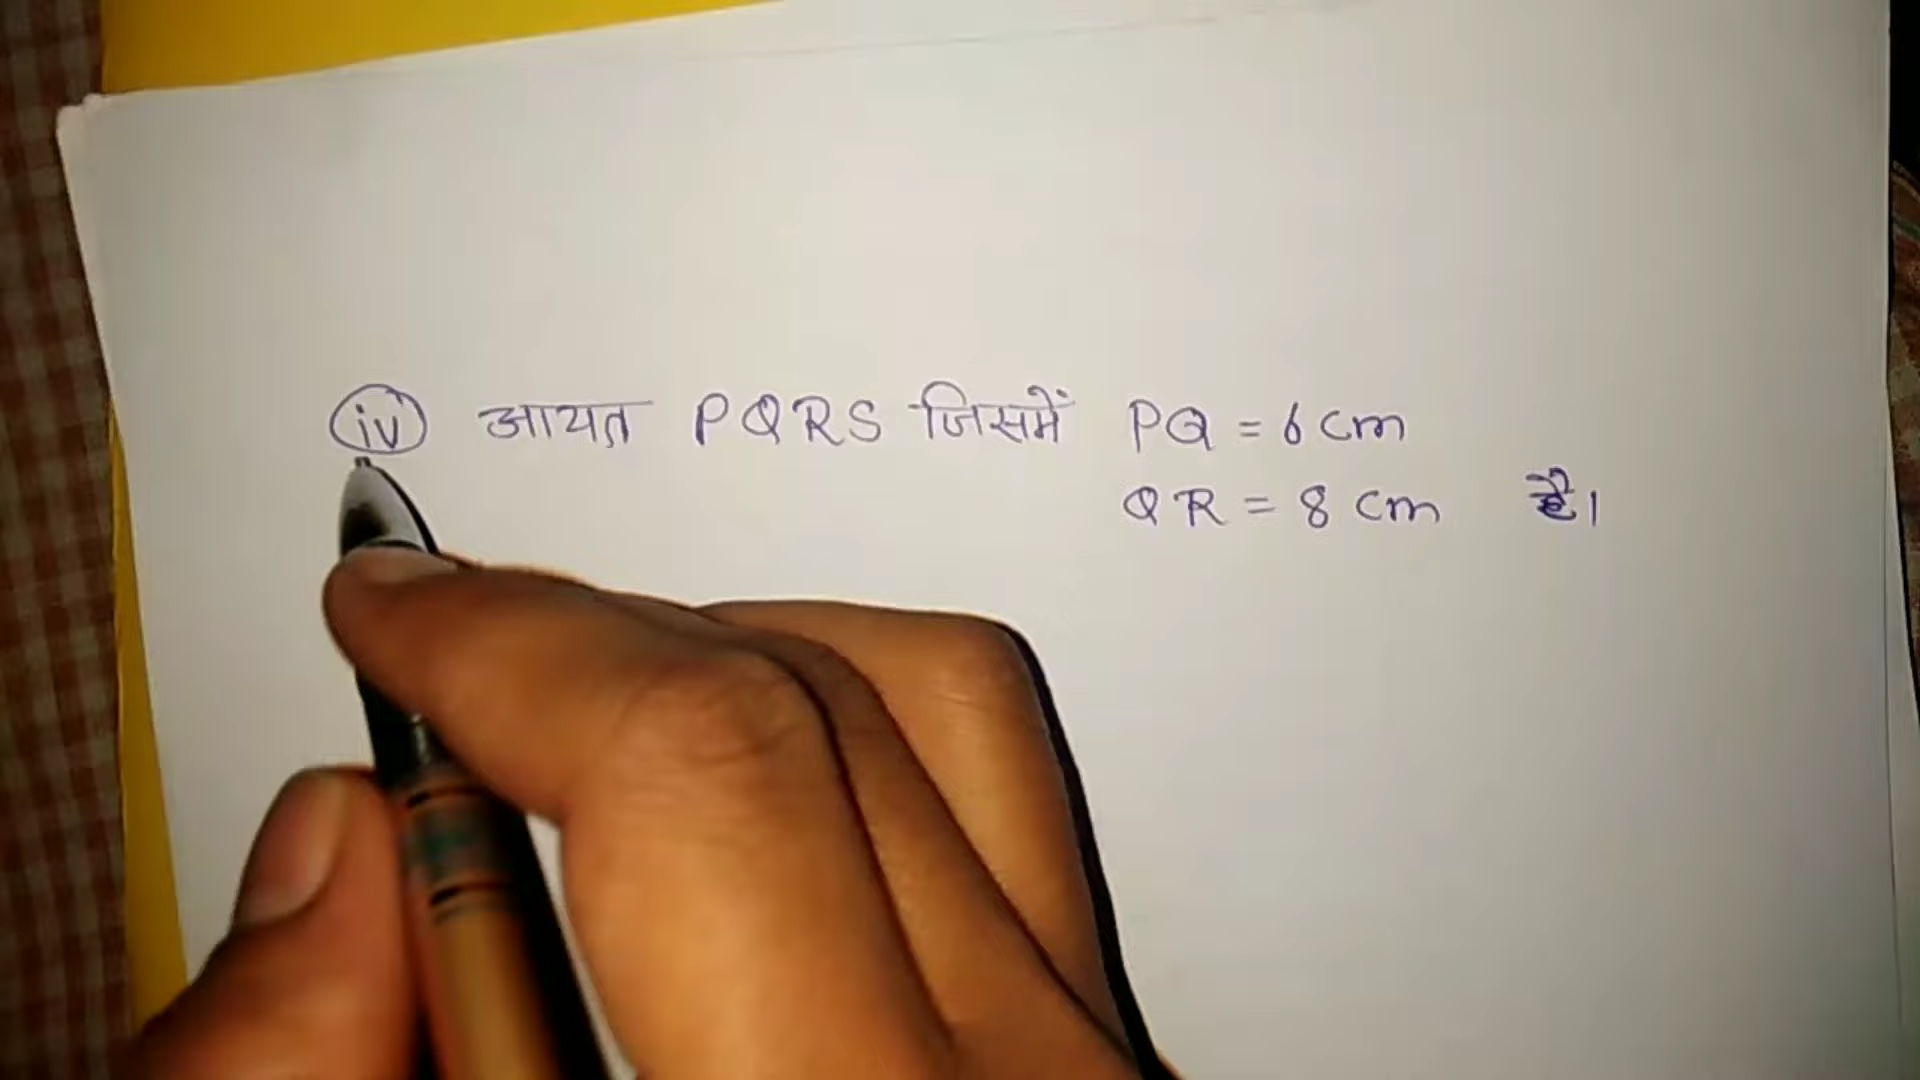 iv आयत PQRS जिसमें PQ = 6 cm
QR = 8 cm है।